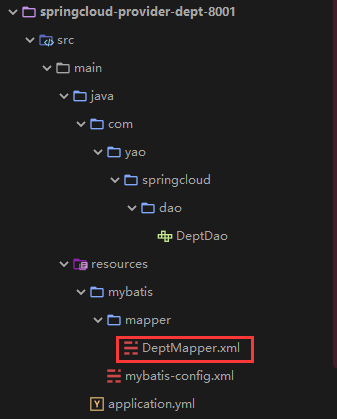 springcloud-provider-dept-8001
src
main
java
com
yao
springcloud
dao
DeptDao
resources
mybatis
mapper
DeptMapper.xml
mybatis-config.xml
application.yml